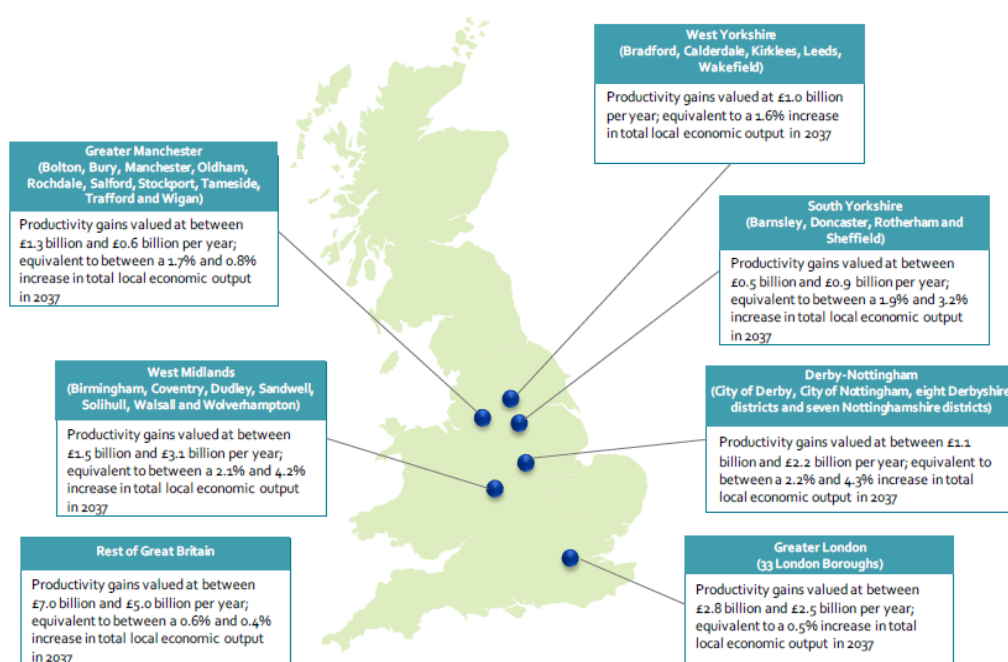 West Yorkshire
(Bradford, Calderdale, Kirklees, Leeds,
Wakefield)
Productivity gains valued at £1.0 billion
per year; equivalent to a 1.6% increase
in total local economic output in 2037
Greater Manchester
(Bolton, Bury, Manchester, Oldham,
Rochdale, Salford, Stockport, Tameside,
Trafford and Wigan)
Productivity gains valued at between
£1.3 billion and £0.6 billion per year;
equivalent to between a 1.7% and 0.8%
increase in total local economic output
in 2037
South Yorkshire
(Barnsley, Doncaster, Rotherham and
Sheffield)
Productivity gains valued at between
£0.5 billion and £0.9 billion per year;
equivalent to between a 1.9% and 3.2%
increase in total local economic output
in 2037
West Midlands
(Birmingham, Coventry, Dudley, Sandwell,
Solihull, Walsall and Wolverhampton)
Productivity gains valued at between
£1.5 billion and £3.1 billion per year;
equivalent to between a 2.1% and 4.2%
increase in total local economic output
in 2037
Derby-Nottingham
(City of Derby, City of Nottingham, eight Derbyshire
districts and seven Nottinghamshire districts)
Productivity gains valued at between £1.1
billion and £2.2 billion per year; equivalent to
between a 2.2% and 4.3% increase in total
local economic output in 2037
Rest of Great Britain
Productivity gains valued at between
£7.0 billion and £5.0 billion per year;
equivalent to between a 0.6% and 0.4%
increase in total local economic output
in 2037
Greater London
(33 London Boroughs)
Productivity gains valued at between
£2.8 billion and £2.5 billion per year;
equivalent to a 0.5% increase in total
local economic output in 2037